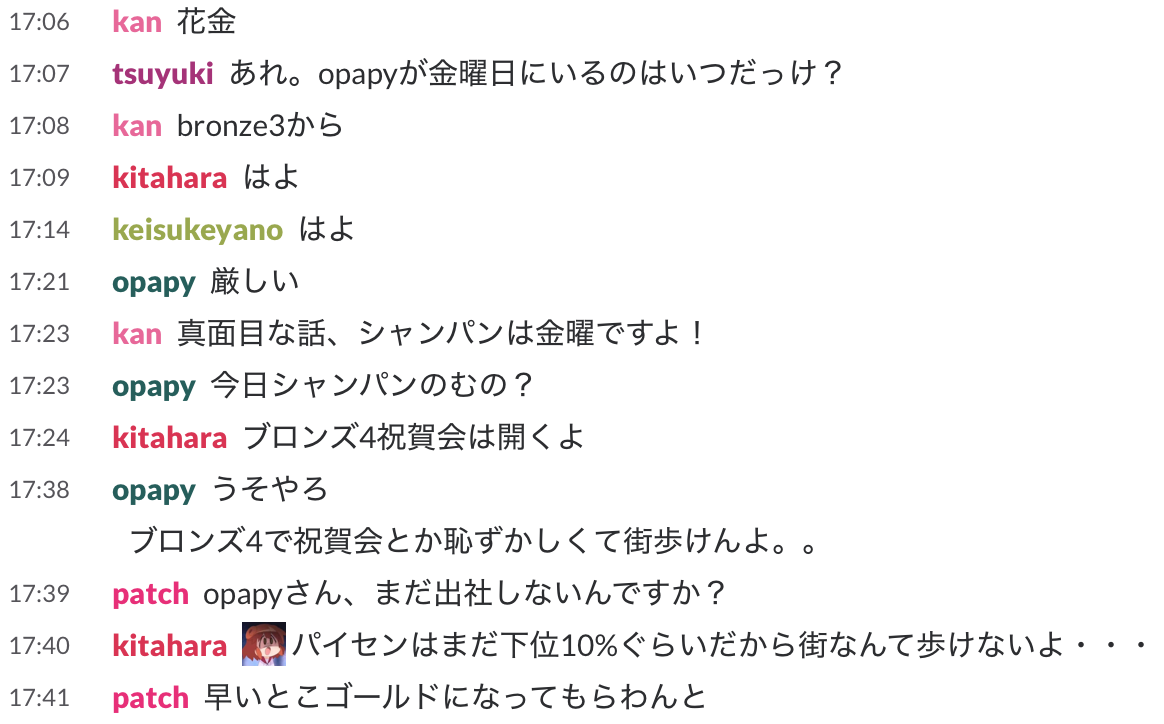 17:06 kan 花金
17:07 tsuyuki あれ。opapyが金曜日にいるのはいつだっけ？
17:08 kan bronze3から
17:09 kitahara はよ
17:14 keisukeyano はよ
17:21 opapy 厳しい
17:23 kan 真面目な話、シャンパンは金曜ですよ！
17:23 opapy 今日シャンパンのむの？
17:24 kitahara ブロンズ4祝賀会は開くよ
17:38 opapy うそやろ
ブロンズ4で祝賀会とか恥ずかしくて街歩けんよ。。
17:39 patch opapyさん、まだ出社しないんですか？
17:40 kitahara パイセンはまだ下位10%ぐらいだから街なんて歩けないよ・・・
17:41 patch 早いとこゴールドになってもらわんと